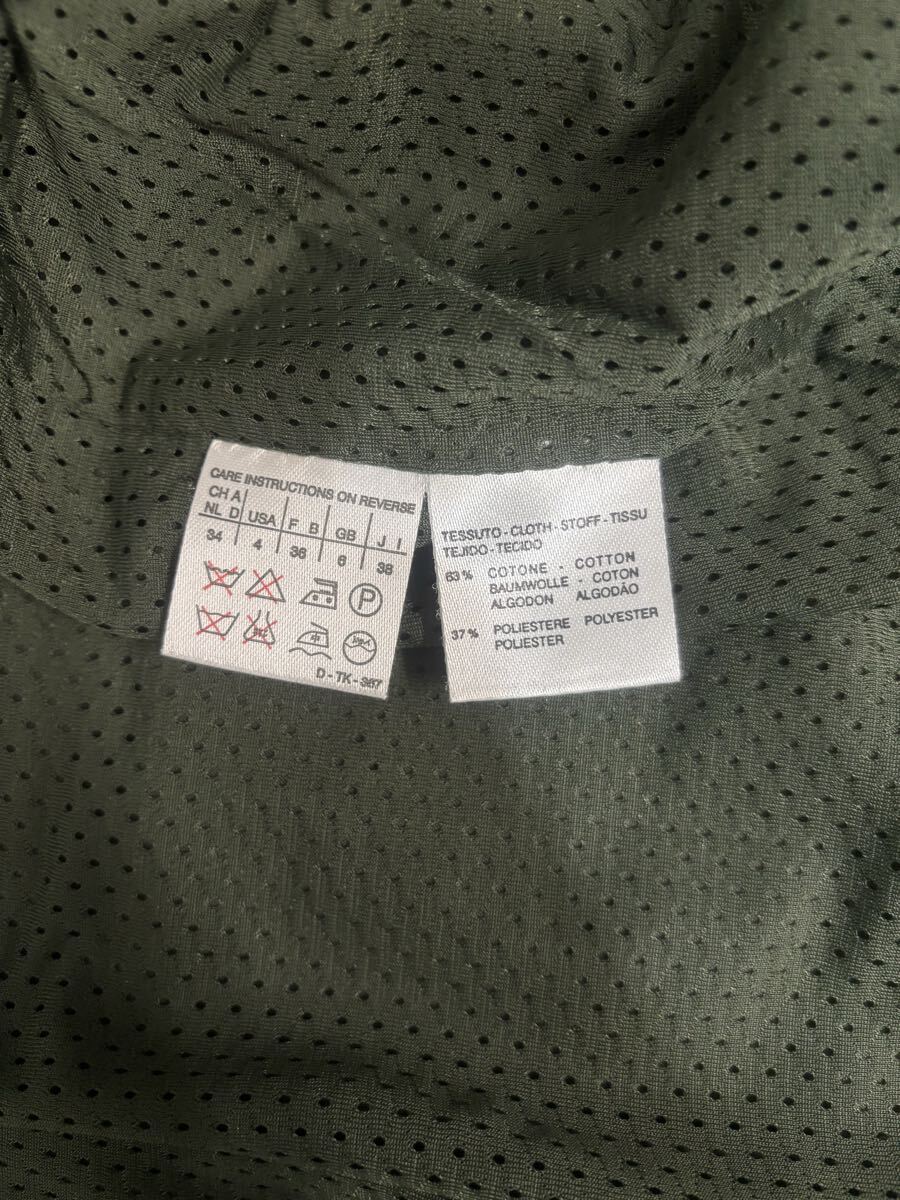 CARE INSTRUCTIONS ON REVERSE
CH A
NL D USA F B GB J I
34 4 36 6 38
P
D-TK-367
TESSUTO-CLOTH-STOFF-TISSU
TEJIDO-TECIDO
63% COTONE - COTTON
BAUMWOLLE - COTON
ALGODON ALGODÃO
37% POLIESTERE POLYESTER
POLIESTER